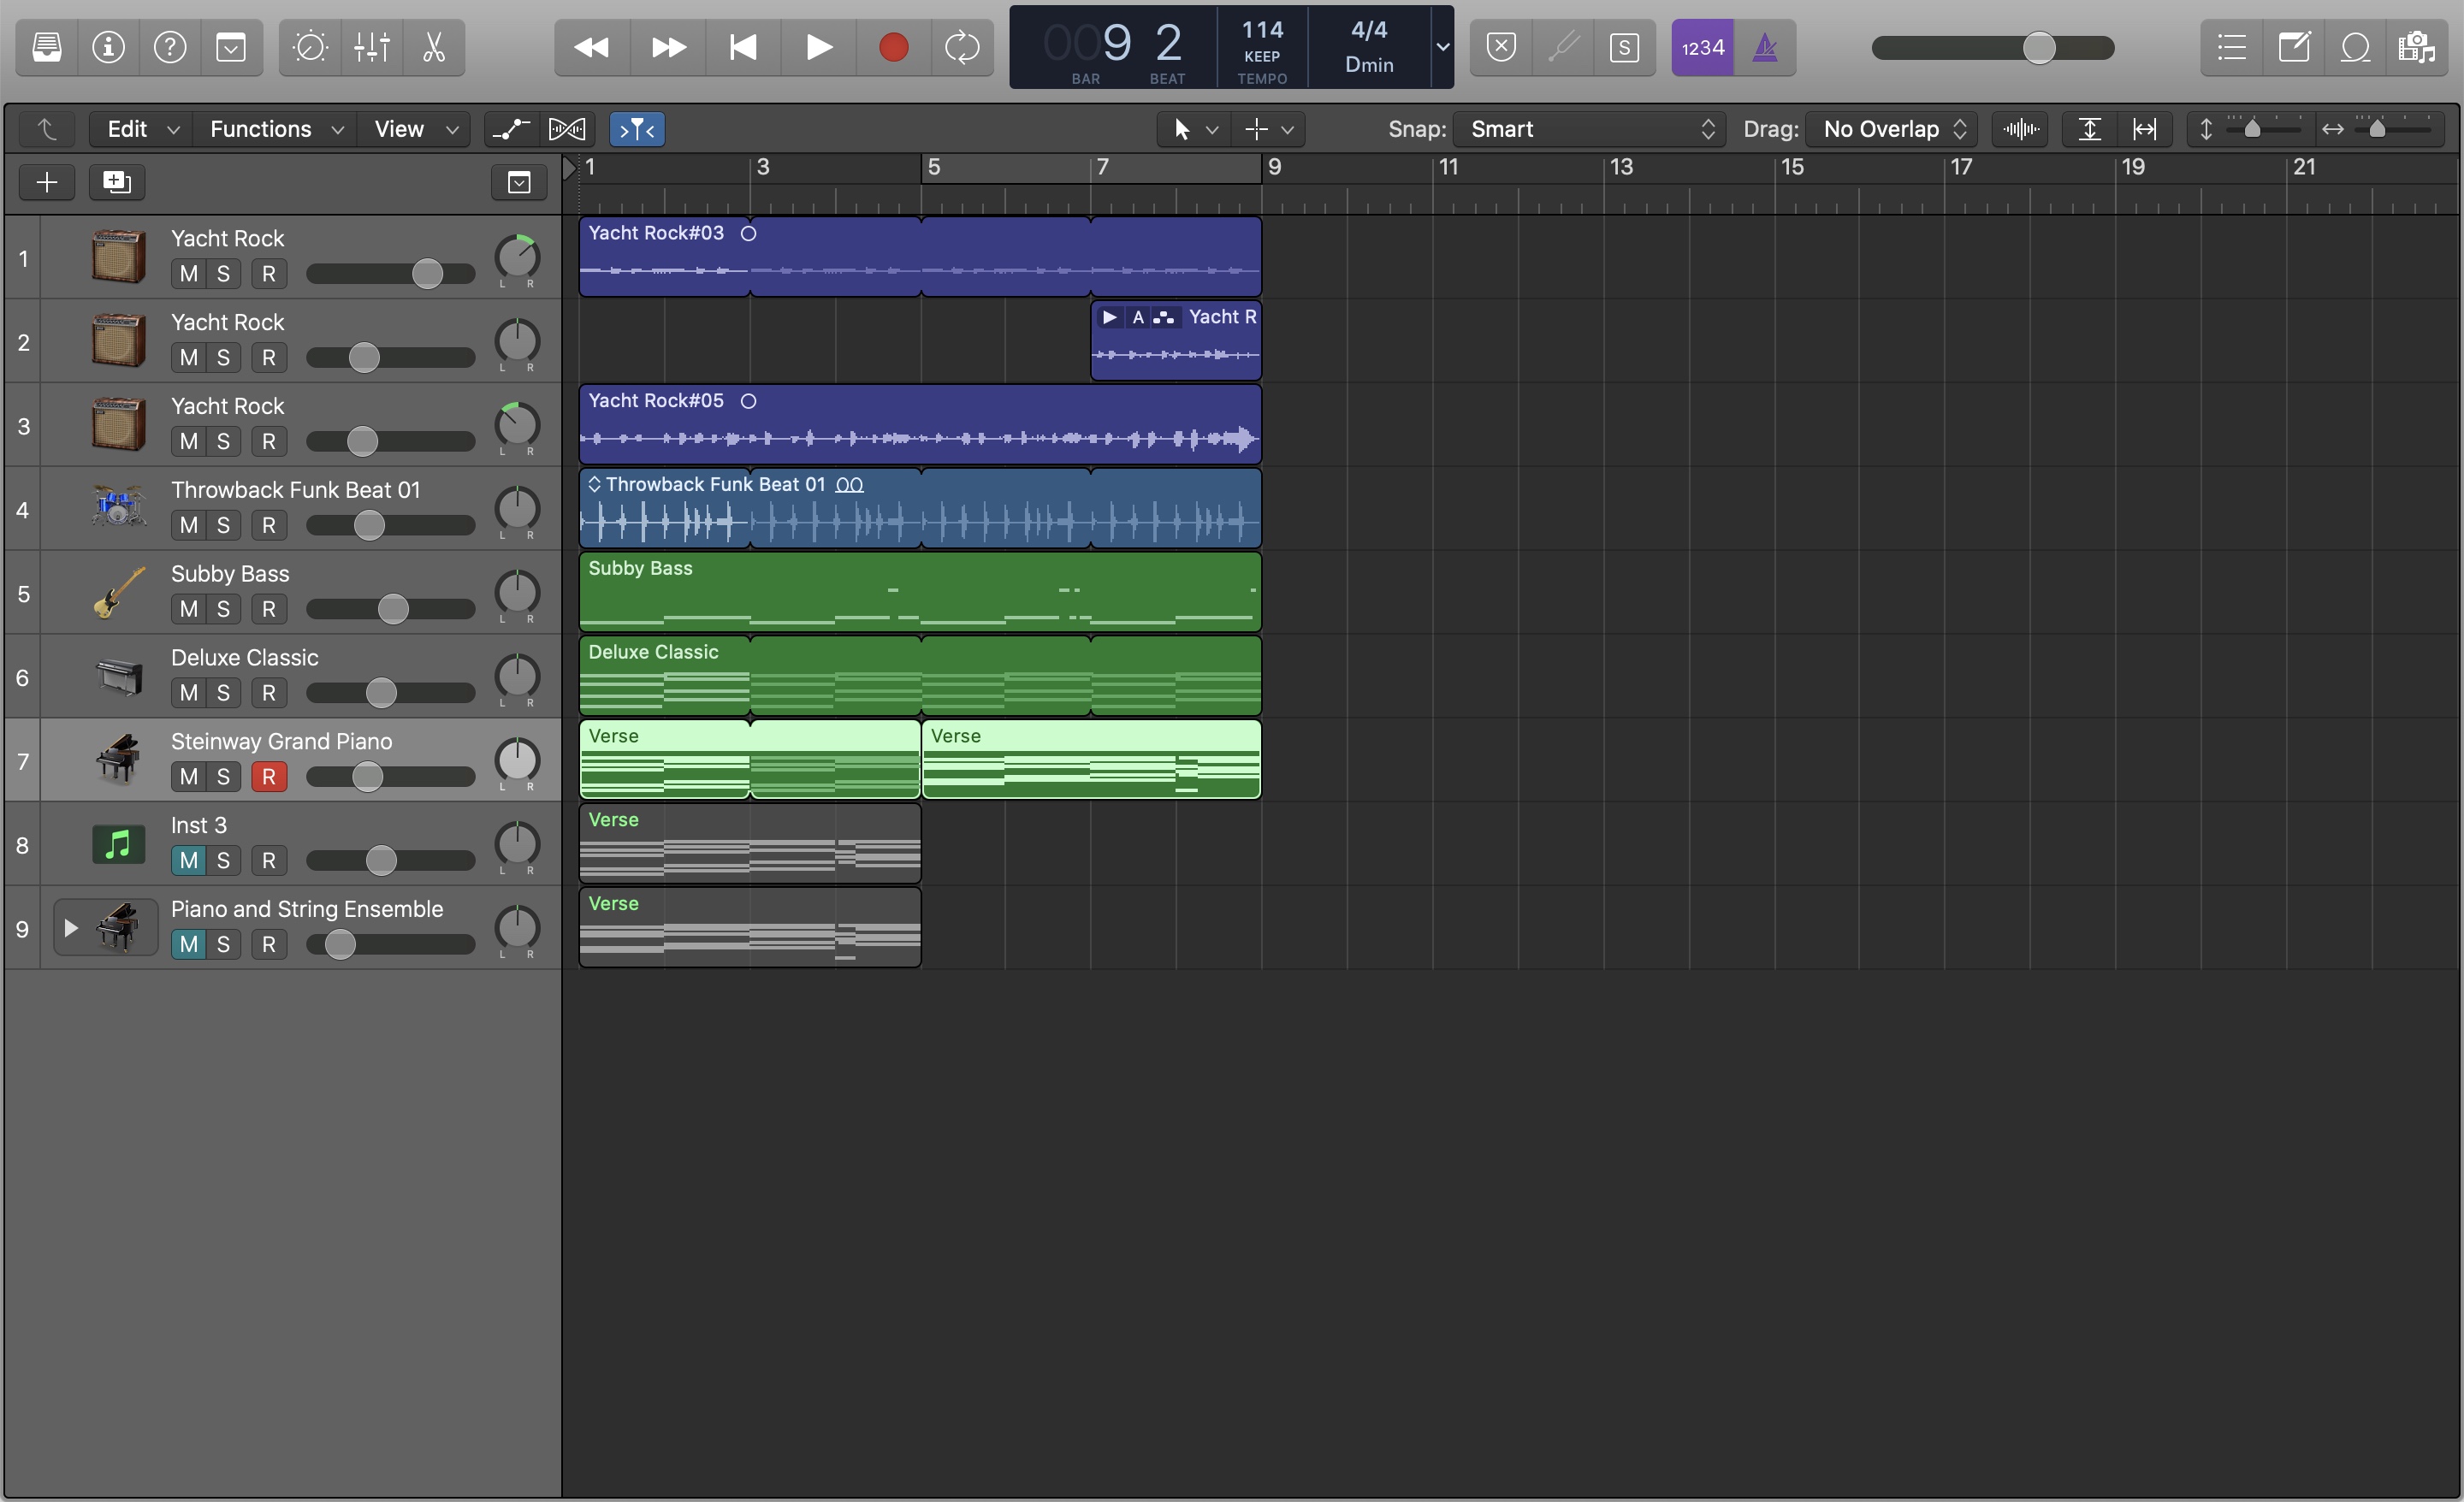 009 2 114 4/4
KEEP Dmin
BAR BEAT TEMPO
S
1234
Edit Functions View Snap: Smart Drag: No Overlap
1 3 5 7 9 11 13 15 17 19 21
1 Yacht Rock
M S R L R
Yacht Rock#03
2 Yacht Rock
M S R L R
A Yacht R
3 Yacht Rock
M S R L R
Yacht Rock#05
4 Throwback Funk Beat 01
M S R L R
Throwback Funk Beat 01
5 Subby Bass
M S R L R
Subby Bass
6 Deluxe Classic
M S R L R
Deluxe Classic
7 Steinway Grand Piano
M S R L R
Verse Verse
8 Inst 3
M S R L R
Verse
9 Piano and String Ensemble
M S R L R
Verse